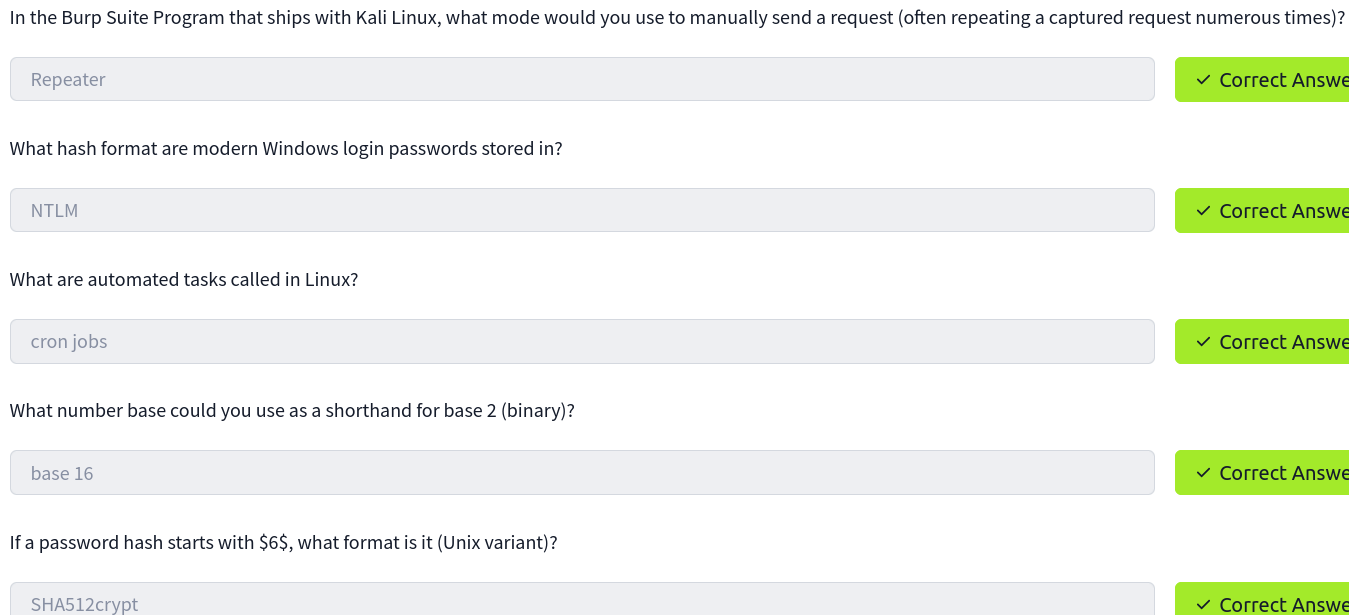 In the Burp Suite Program that ships with Kali Linux, what mode would you use to manually send a request (often repeating a captured request numerous times)?
Repeater
Correct Answe
What hash format are modern Windows login passwords stored in?
NTLM
Correct Answe
What are automated tasks called in Linux?
cron jobs
Correct Answe
What number base could you use as a shorthand for base 2 (binary)?
base 16
Correct Answe
If a password hash starts with $6$, what format is it (Unix variant)?
SHA512crypt
Correct Answe